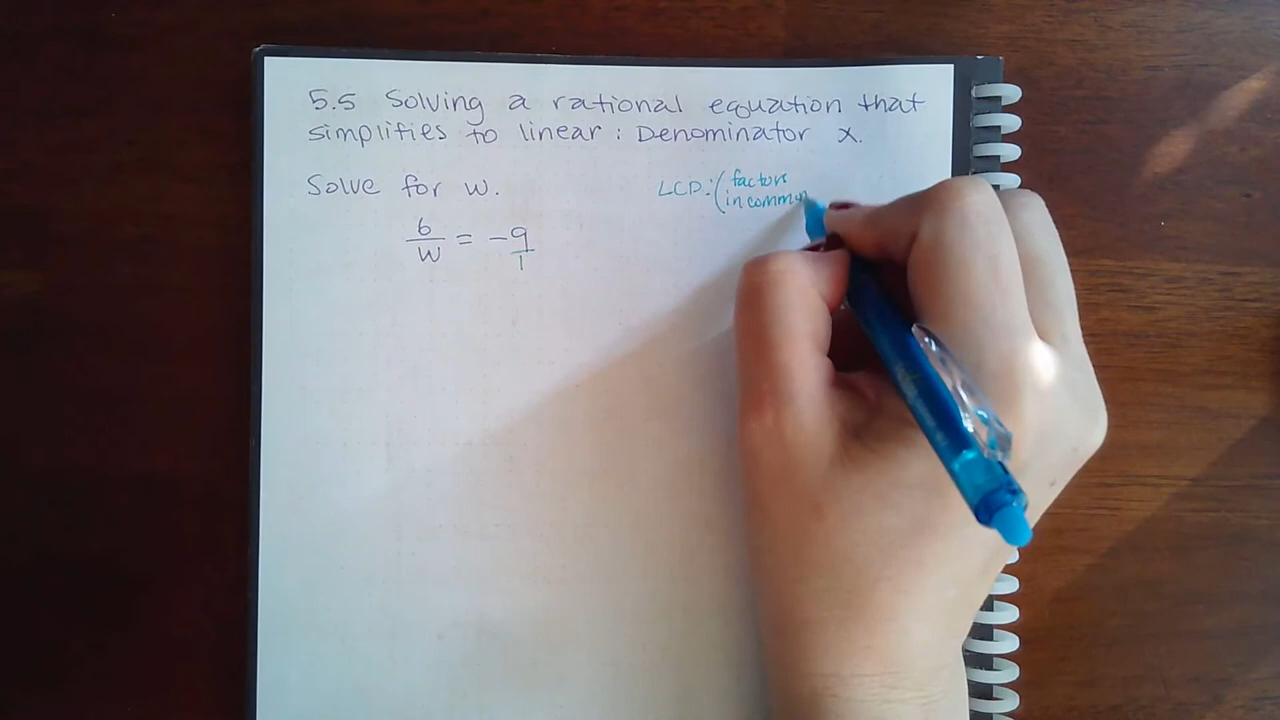 5.5 Solving a rational equation that
simplifies to linear: Denominator x.
Solve for w.
LCD: (factors
in common
6/w = -9/1